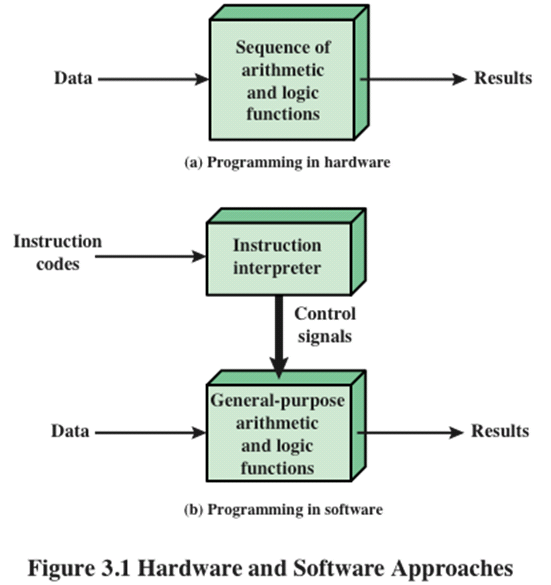 Sequence of
arithmetic
and logic
functions
Data
Results
(a) Programming in hardware
Instruction
codes
Instruction
interpreter
Control
signals
General-purpose
arithmetic
and logic
functions
Data
Results
(b) Programming in software
Figure 3.1 Hardware and Software Approaches